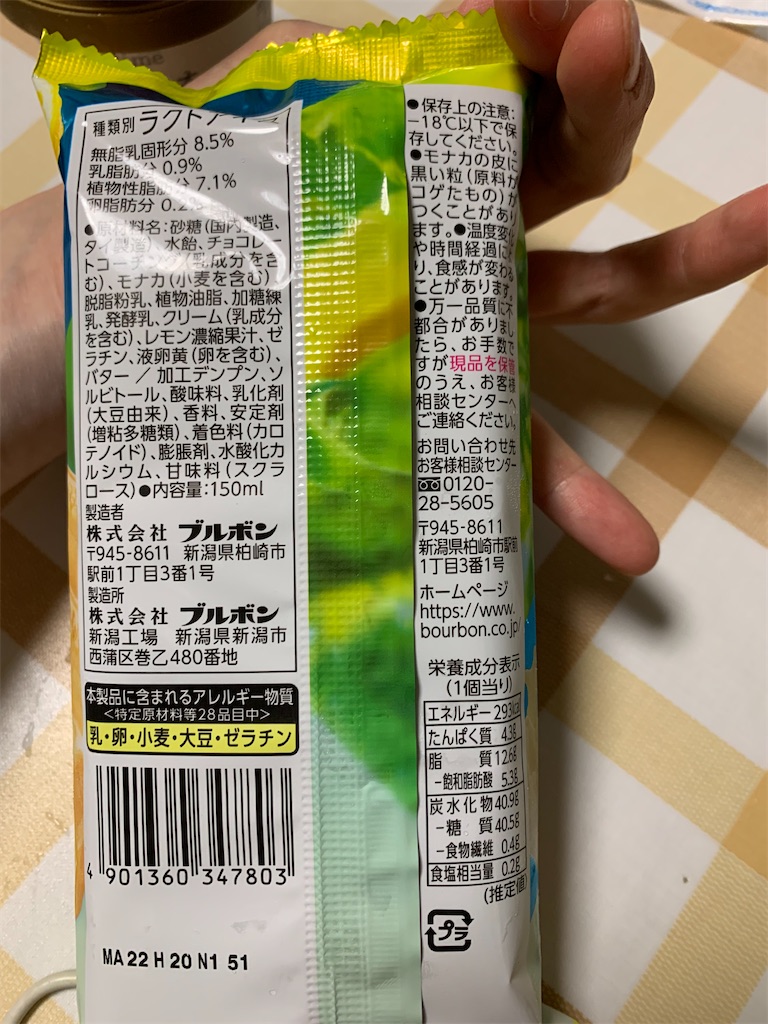 種類別 ラクトアイス
無脂乳固形分 8.5%
乳脂肪分 0.9%
植物性脂肪分 7.1%
卵脂肪分 0.2%
●原材料名:砂糖(国内製造、
タイ製造)、水飴、チョコレー
トコーチング(乳成分を含
む)、モナカ(小麦を含む)、
脱脂粉乳、植物油脂、加糖練
乳、発酵乳、クリーム(乳成分
を含む)、レモン濃縮果汁、ゼ
ラチン、液卵黄(卵を含む)、
バター / 加工デンプン、ソ
ルビトール、酸味料、乳化剤
(大豆由来)、香料、安定剤
(増粘多糖類)、着色料(カロ
テノイド)、膨脹剤、水酸化カ
ルシウム、甘味料(スクラ
ロース)●内容量:150ml
製造者
株式会社 ブルボン
〒945-8611 新潟県柏崎市
駅前1丁目3番1号
製造所
株式会社 ブルボン
新潟工場 新潟県新潟市
西蒲区巻乙480番地
本製品に含まれるアレルギー物質
<特定原材料等28品目中>
乳・卵・小麦・大豆・ゼラチン
4 901360 347803
MA 22 H 20 N1 51
●保存上の注意:
-18℃以下で保
存してください。
●モナカの皮に
黒い粒(原料が
コゲたもの)が
つくことがあり
ます。●温度変化
や時間経過によ
り、食感が変わる
ことがあります。
●万一品質に不
都合がありまし
たら、お手数で
すが現品を保管
のうえ、お客様
相談センターへ
ご連絡ください。
お問い合わせ先
お客様相談センター
0120-
28-5605
〒945-8611
新潟県柏崎市駅前
1丁目3番1号
ホームページ
https://www.
bourbon.co.jp/
栄養成分表示
(1個当り)
エネルギー 293kcal
たんぱく質 4.3g
脂質 12.6g
-飽和脂肪酸 5.3g
炭水化物 40.9g
-糖質 40.5g
-食物繊維 0.4g
食塩相当量 0.2g
(推定値)
プラ